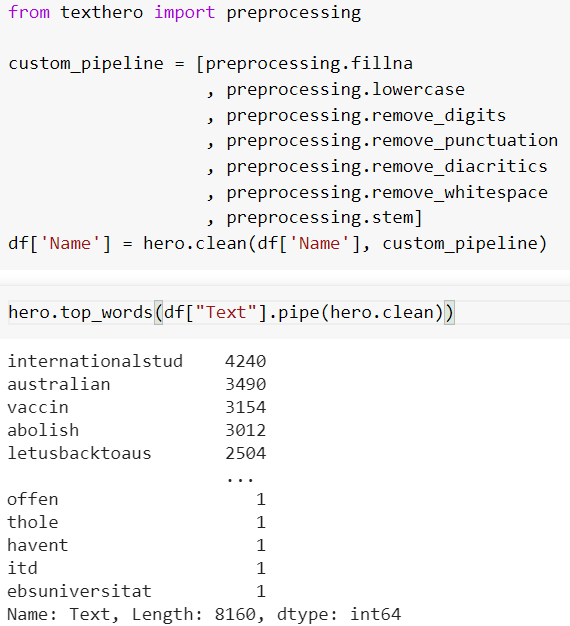 from texthero import preprocessing
custom_pipeline = [preprocessing.fillna
, preprocessing.lowercase
, preprocessing.remove_digits
, preprocessing.remove_punctuation
, preprocessing.remove_diacritics
, preprocessing.remove_whitespace
, preprocessing.stem]
df['Name'] = hero.clean(df['Name'], custom_pipeline)
hero.top_words(df["Text"].pipe(hero.clean))
internationalstud 4240
australian 3490
vaccin 3154
abolish 3012
letusbacktoaus 2504
...
offen 1
thole 1
havent 1
itd 1
ebsuniversitat 1
Name: Text, Length: 8160, dtype: int64